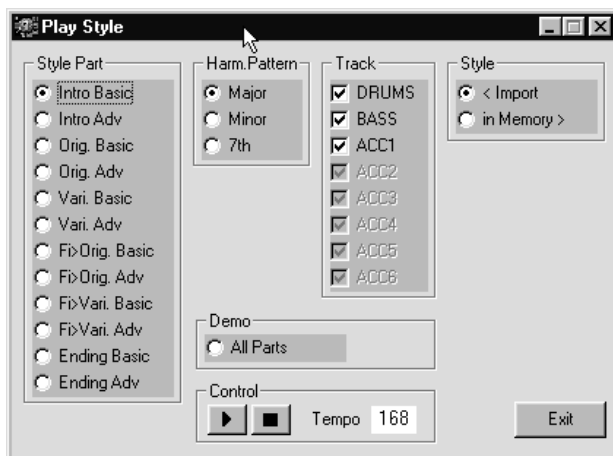 Play Style
Style Part
Intro Basic
Intro Adv
Orig. Basic
Orig. Adv
Vari. Basic
Vari. Adv
Fi>Orig. Basic
Fi>Orig. Adv
Fi>Vari. Basic
Fi>Vari. Adv
Ending Basic
Ending Adv
Harm.Pattern
Major
Minor
7th
Track
DRUMS
BASS
ACC1
ACC2
ACC3
ACC4
ACC5
ACC6
Style
< Import
in Memory >
Demo
All Parts
Control
Tempo 168
Exit